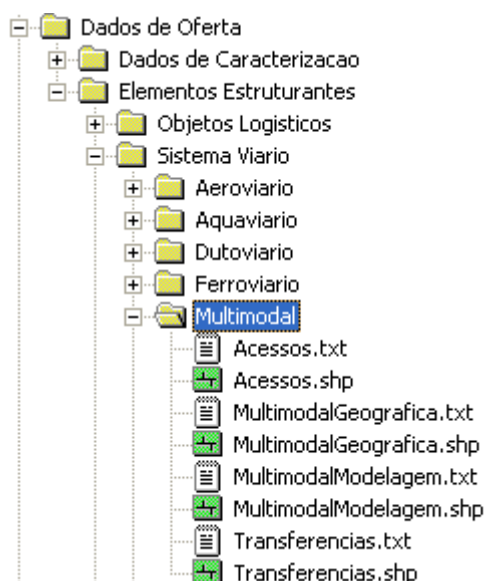 Dados de Oferta
Dados de Caracterizacao
Elementos Estruturantes
Objetos Logisticos
Sistema Viario
Aeroviario
Aquaviario
Dutoviario
Ferroviario
Multimodal
Acessos.txt
Acessos.shp
MultimodalGeografica.txt
MultimodalGeografica.shp
MultimodalModelagem.txt
MultimodalModelagem.shp
Transferencias.txt
Transferencias.shp